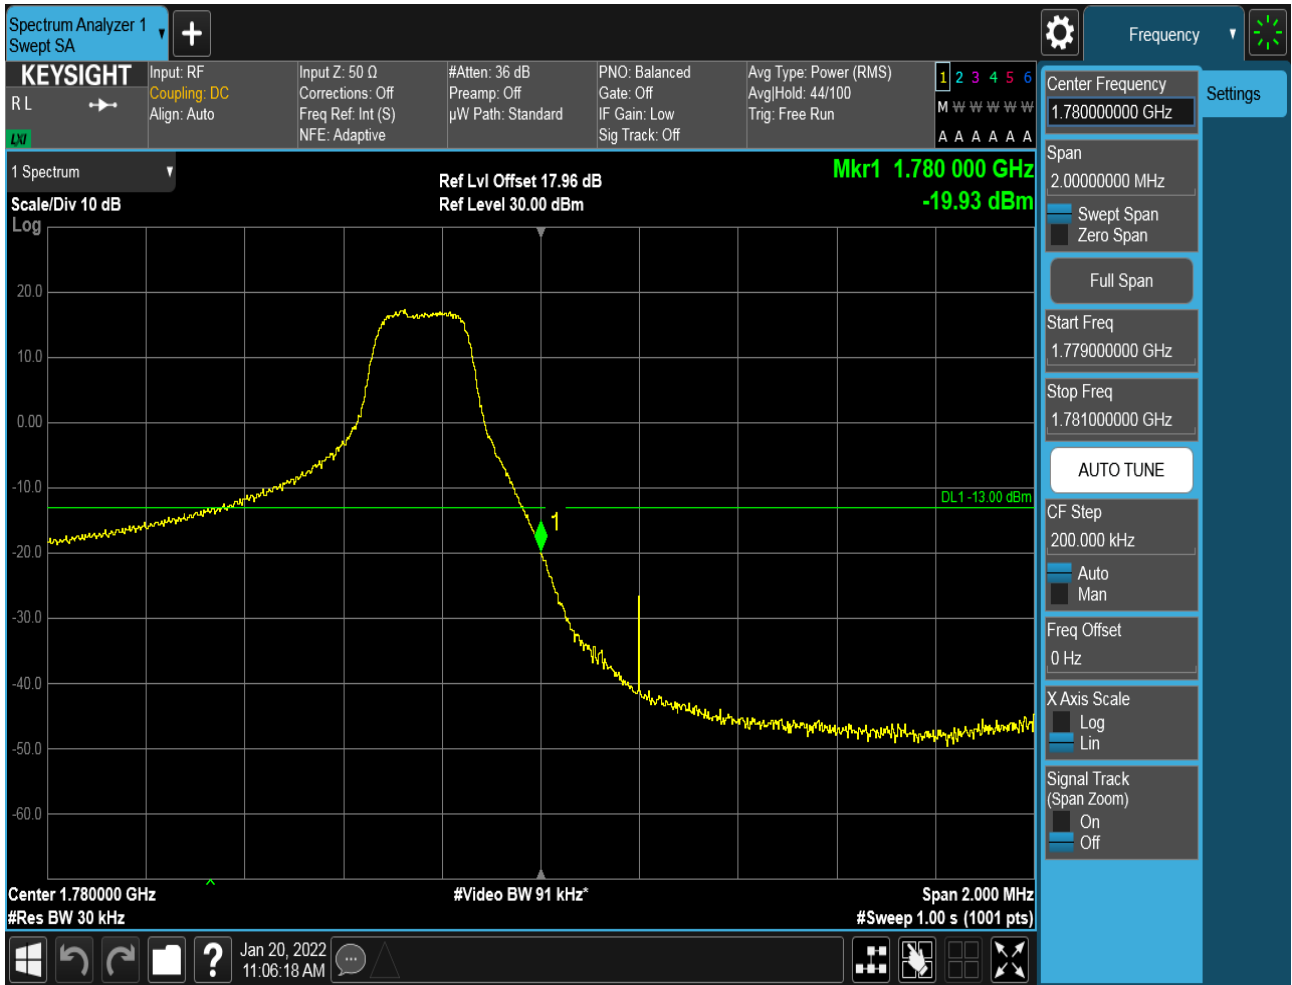 Spectrum Analyzer 1
Swept SA
Frequency
KEYSIGHT
R L
LXI
Input: RF
Coupling: DC
Align: Auto
Input Z: 50 Ω
Corrections: Off
Freq Ref: Int (S)
NFE: Adaptive
#Atten: 36 dB
Preamp: Off
µW Path: Standard
PNO: Balanced
Gate: Off
IF Gain: Low
Sig Track: Off
Avg Type: Power (RMS)
Avg|Hold: 44/100
Trig: Free Run
1 2 3 4 5 6
M W W W W W
A A A A A A
Settings
Center Frequency
1.780000000 GHz
Span
2.00000000 MHz
Swept Span
Zero Span
Full Span
Start Freq
1.779000000 GHz
Stop Freq
1.781000000 GHz
AUTO TUNE
CF Step
200.000 kHz
Auto
Man
Freq Offset
0 Hz
X Axis Scale
Log
Lin
Signal Track
(Span Zoom)
On
Off
1 Spectrum
Scale/Div 10 dB
Log
Ref Lvl Offset 17.96 dB
Ref Level 30.00 dBm
Mkr1 1.780 000 GHz
-19.93 dBm
20.0
10.0
0.00
-10.0
-20.0
-30.0
-40.0
-50.0
-60.0
DL1 -13.00 dBm
1
Center 1.780000 GHz
#Video BW 91 kHz*
Span 2.000 MHz
#Res BW 30 kHz
#Sweep 1.00 s (1001 pts)
?
Jan 20, 2022
11:06:18 AM